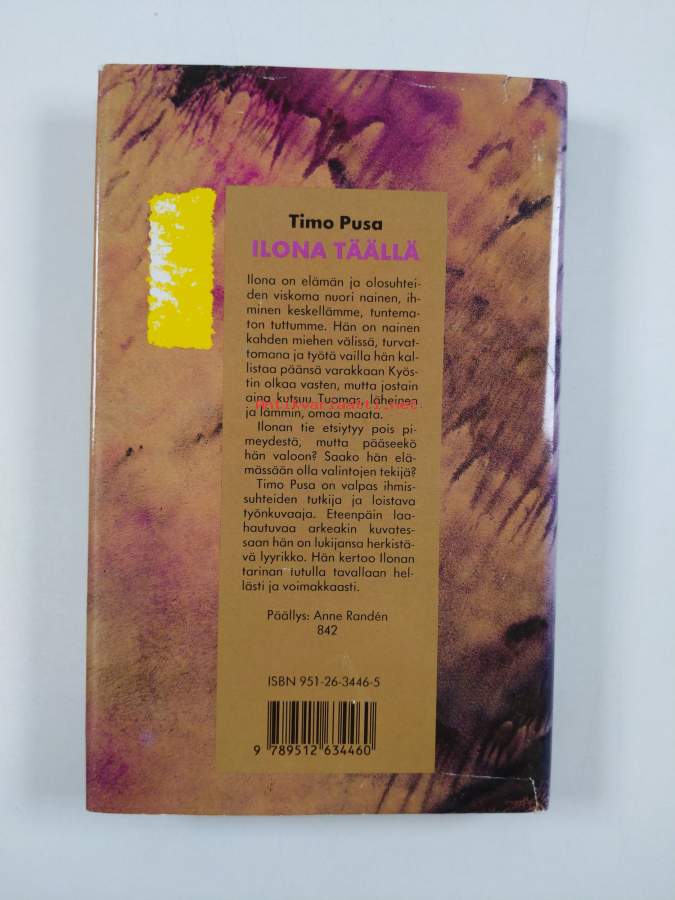 Timo Pusa
ILONA TÄÄLLÄ
Ilona on elämän ja olosuhtei-
den viskoma nuori nainen, ih-
minen keskellämme, tuntema-
ton tuttumme. Hän on nainen
kahden miehen välissä, turvat-
tomana ja työtä vailla hän kal-
listaa päänsä varakkaan Kyös-
tin olkaa vasten, mutta jostain
aina kutsuu Tuomas, läheinen
antikvariaatti.net
ja lämmin, omaa maata.
Ilonan tie etsiytyy pois pi-
meydestä, mutta pääseekö
hän valoon? Saako hän elä-
mässään olla valintojen tekijä?
Timo Pusa on valpas ihmis-
suhteiden tutkija ja loistava
työnkuvaaja. Eteenpäin laa-
hautuvaa arkeakin kuvates-
saan hän on lukijansa herkistä-
vä lyyrikko. Hän kertoo Ilonan
tarinan tutulla tavallaan hel-
lästi ja voimakkaasti.
Päällys: Anne Randén
842
ISBN 951-26-3446-5
9 789512 634460